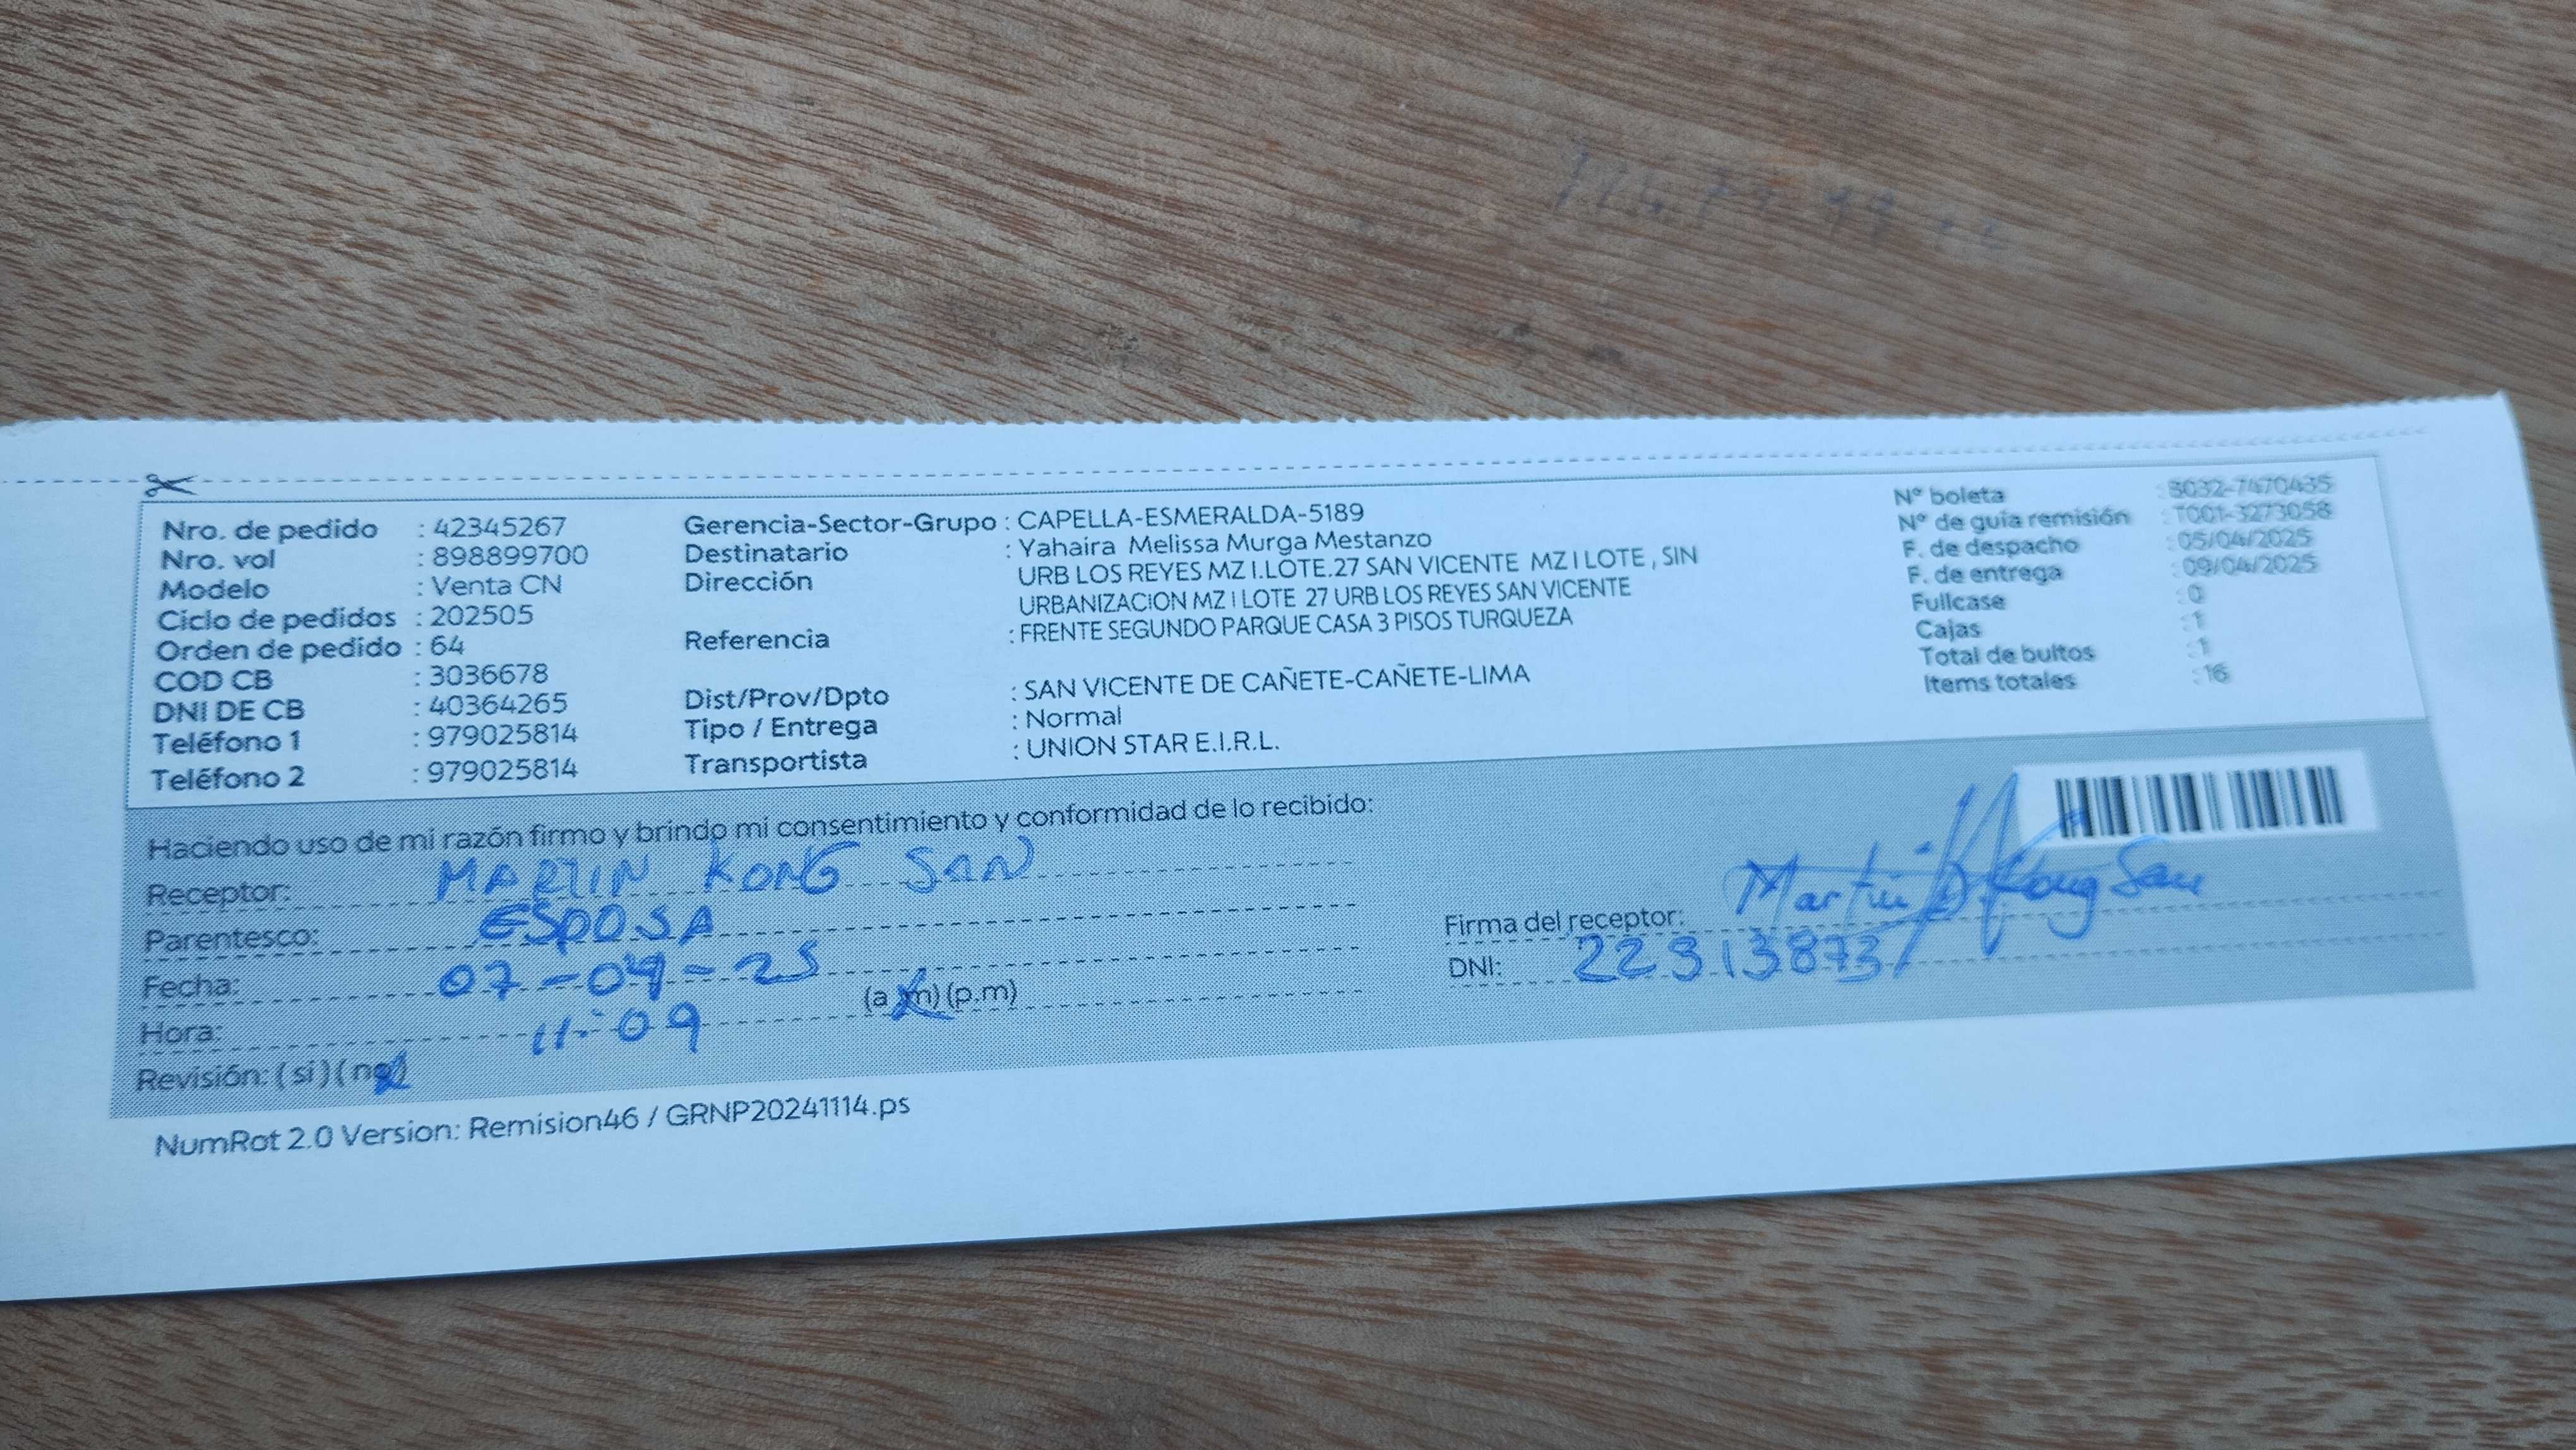 Nro. de pedido : 42345267
Nro. vol : 898899700
Modelo : Venta CN
Ciclo de pedidos : 202505
Orden de pedido : 64
COD CB : 3036678
DNI DE CB : 40364265
Teléfono 1 : 979025814
Teléfono 2 : 979025814
Gerencia-Sector-Grupo : CAPELLA-ESMERALDA-5189
Destinatario : Yahaira Melissa Murga Mestanzo
Dirección URB LOS REYES MZ I.LOTE.27 SAN VICENTE MZ I LOTE , SIN
URBANIZACION MZ I LOTE 27 URB LOS REYES SAN VICENTE
Referencia : FRENTE SEGUNDO PARQUE CASA 3 PISOS TURQUEZA
Dist/Prov/Dpto : SAN VICENTE DE CAÑETE-CAÑETE-LIMA
Tipo / Entrega : Normal
Transportista : UNION STAR E.I.R.L.
Nº boleta : B032-7470435
Nº de guía remisión : T001-3273058
F. de despacho : 05/04/2025
F. de entrega : 09/04/2025
Fullcase : 0
Cajas : 1
Total de bultos : 1
Items totales : 16
Haciendo uso de mi razón firmo y brindo mi consentimiento y conformidad de lo recibido:
Receptor: MARTIN KONG SAN
Parentesco: ESPOSA
Fecha: 07-04-25
Hora: 11:09 (a.m) (p.m)
Revisión: (si) (no)
Firma del receptor: Martin Kong San
DNI: 22313873
NumRot 2.0 Version: Remision46 / GRNP20241114.ps